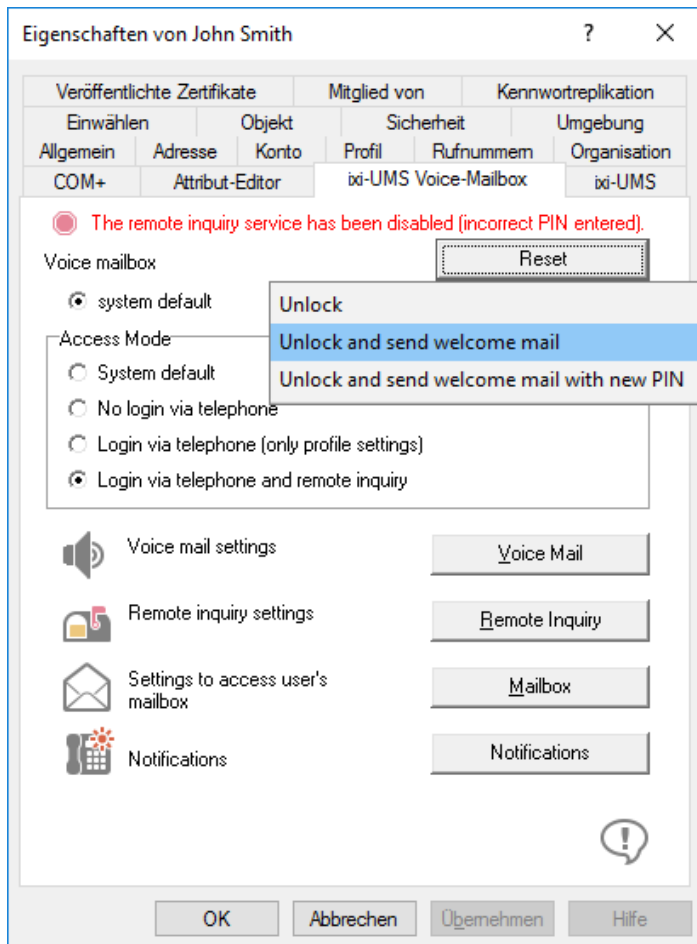 Eigenschaften von John Smith ?
Veröffentlichte Zertifikate Mitglied von Kennwortreplikation
Einwählen Objekt Sicherheit Umgebung
Allgemein Adresse Konto Profil Rufnummern Organisation
COM+ Attribut-Editor ixi-UMS Voice-Mailbox ixi-UMS
The remote inquiry service has been disabled (incorrect PIN entered).
Voice mailbox Reset
system default
Unlock
Unlock and send welcome mail
Unlock and send welcome mail with new PIN
Access Mode
System default
No login via telephone
Login via telephone (only profile settings)
Login via telephone and remote inquiry
Voice mail settings Voice Mail
Remote inquiry settings Remote Inquiry
Settings to access user's
mailbox
Mailbox
Notifications Notifications
OK Abbrechen Übernehmen Hilfe